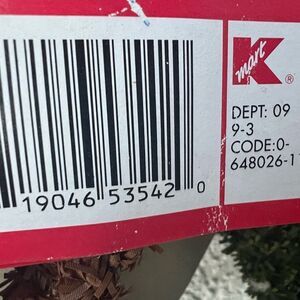 K
mart
®
DEPT: 09
9-3
CODE:0-
648026-1
19046 53542 0